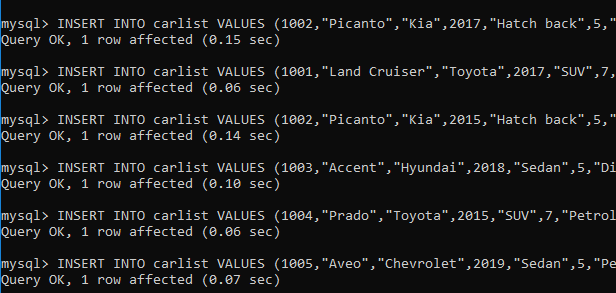 mysql> INSERT INTO carlist VALUES (1002,"Picanto","Kia",2017,"Hatch back",5,"
Query OK, 1 row affected (0.15 sec)
mysql> INSERT INTO carlist VALUES (1001,"Land Cruiser","Toyota",2017,"SUV",7,
Query OK, 1 row affected (0.06 sec)
mysql> INSERT INTO carlist VALUES (1002,"Picanto","Kia",2015,"Hatch back",5,"
Query OK, 1 row affected (0.14 sec)
mysql> INSERT INTO carlist VALUES (1003,"Accent","Hyundai",2018,"Sedan",5,"Di
Query OK, 1 row affected (0.10 sec)
mysql> INSERT INTO carlist VALUES (1004,"Prado","Toyota",2015,"SUV",7,"Petrol
Query OK, 1 row affected (0.06 sec)
mysql> INSERT INTO carlist VALUES (1005,"Aveo","Chevrolet",2019,"Sedan",5,"Pe
Query OK, 1 row affected (0.07 sec)